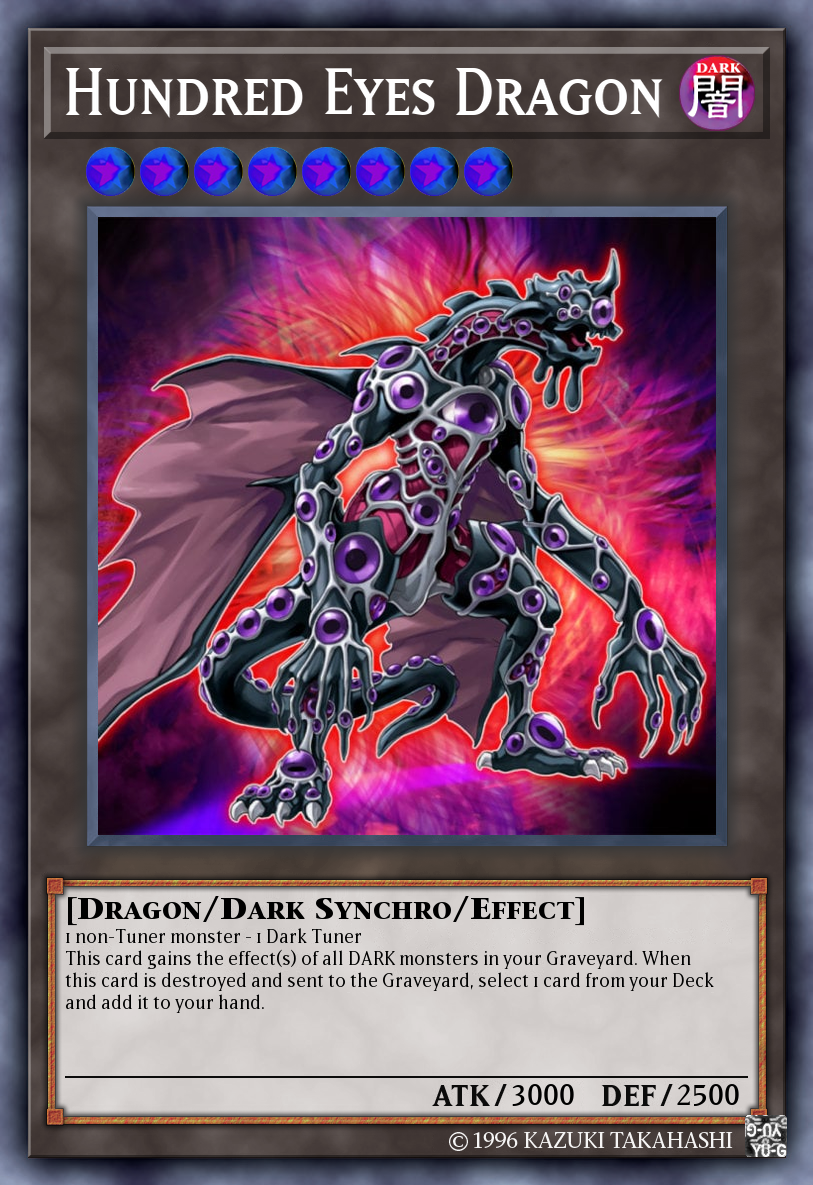 Hundred Eyes Dragon
DARK
闇
[Dragon/Dark Synchro/Effect]
1 non-Tuner monster - 1 Dark Tuner
This card gains the effect(s) of all DARK monsters in your Graveyard. When
this card is destroyed and sent to the Graveyard, select 1 card from your Deck
and add it to your hand.
ATK/3000 DEF/2500
© 1996 KAZUKI TAKAHASHI